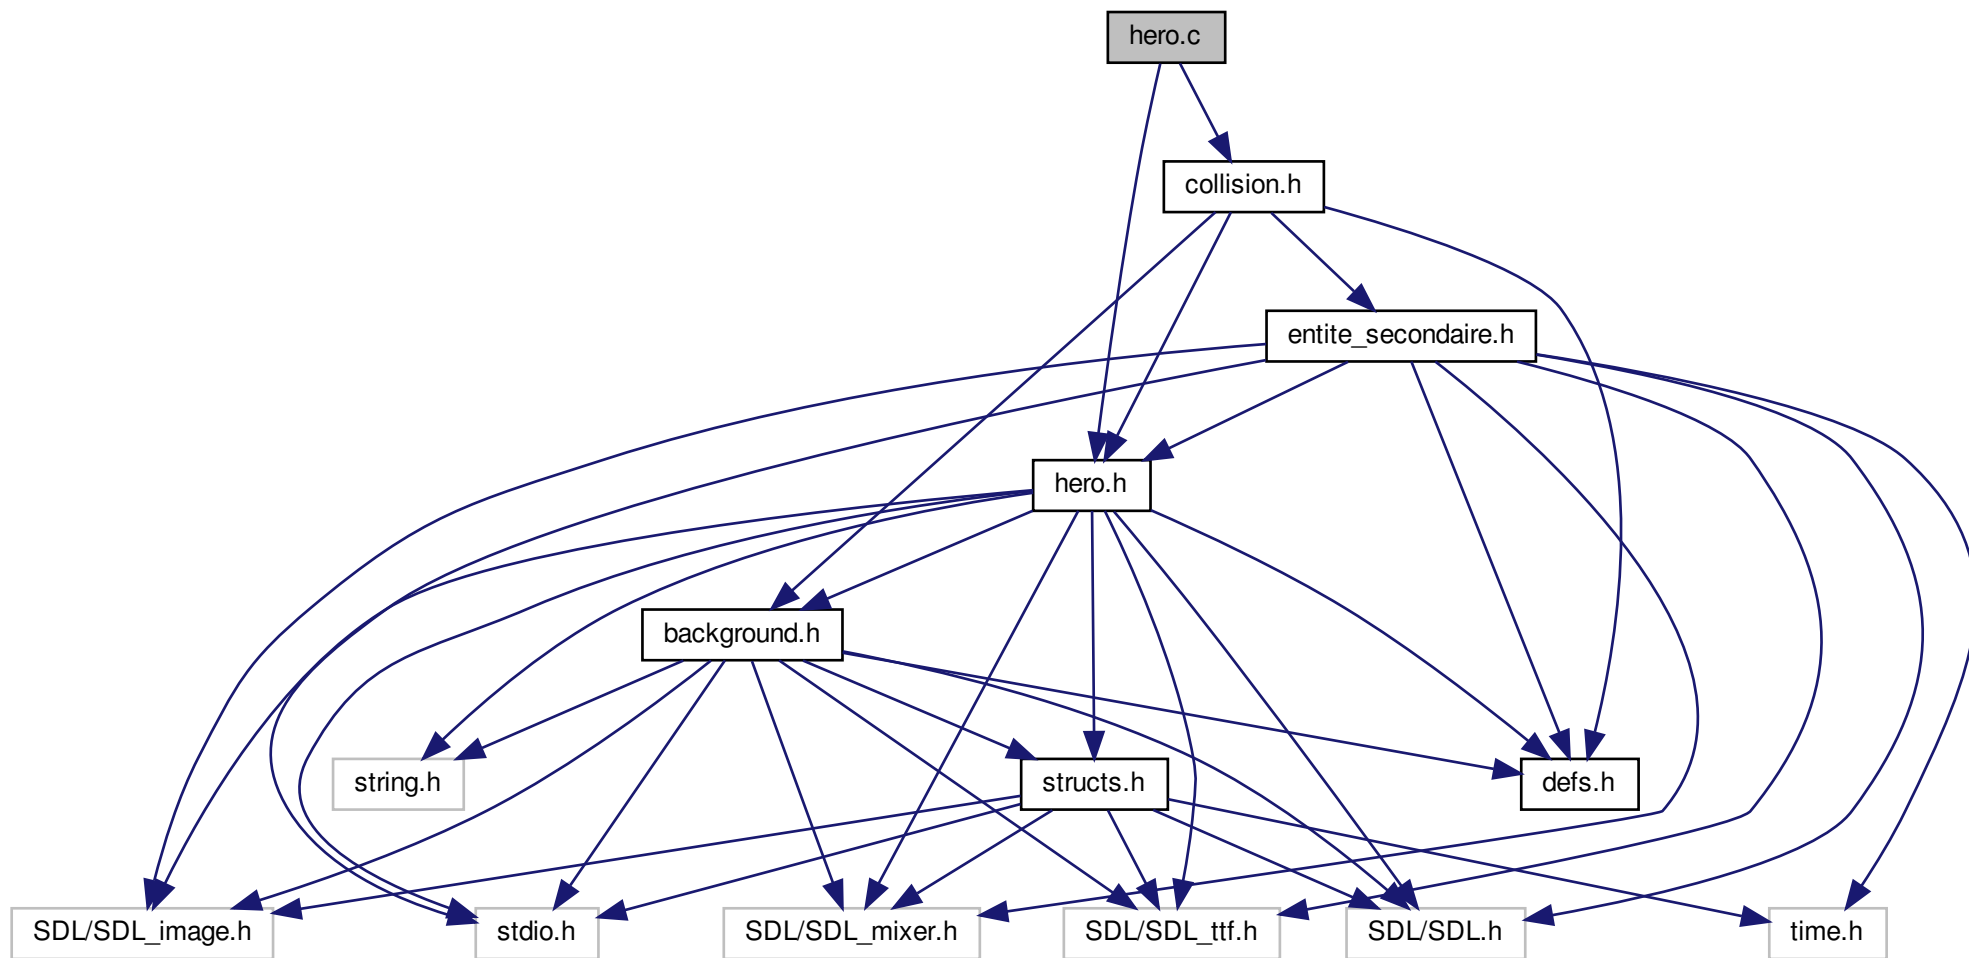 hero.c
collision.h
entite_secondaire.h
hero.h
background.h
string.h
structs.h
defs.h
SDL/SDL_image.h
stdio.h
SDL/SDL_mixer.h
SDL/SDL_ttf.h
SDL/SDL.h
time.h